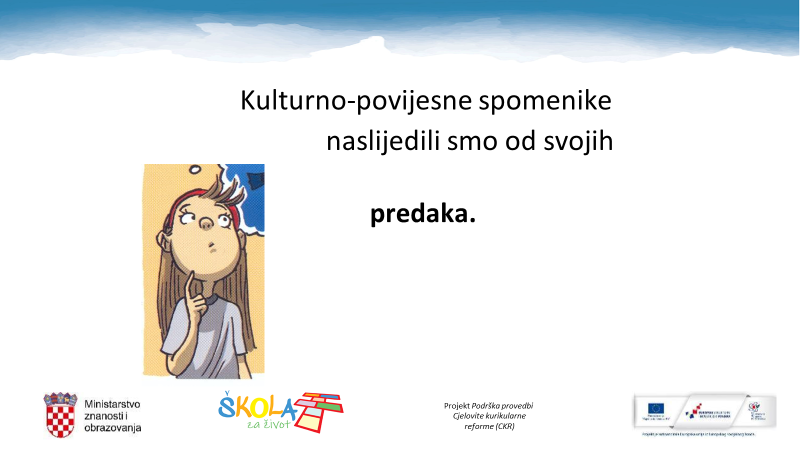 Kulturno-povijesne spomenike
naslijedili smo od svojih
predaka.
Ministarstvo
znanosti i
obrazovanja
ŠKOLA
za život
Projekt Podrška provedbi
Cjelovite kurikularne
reforme (CKR)